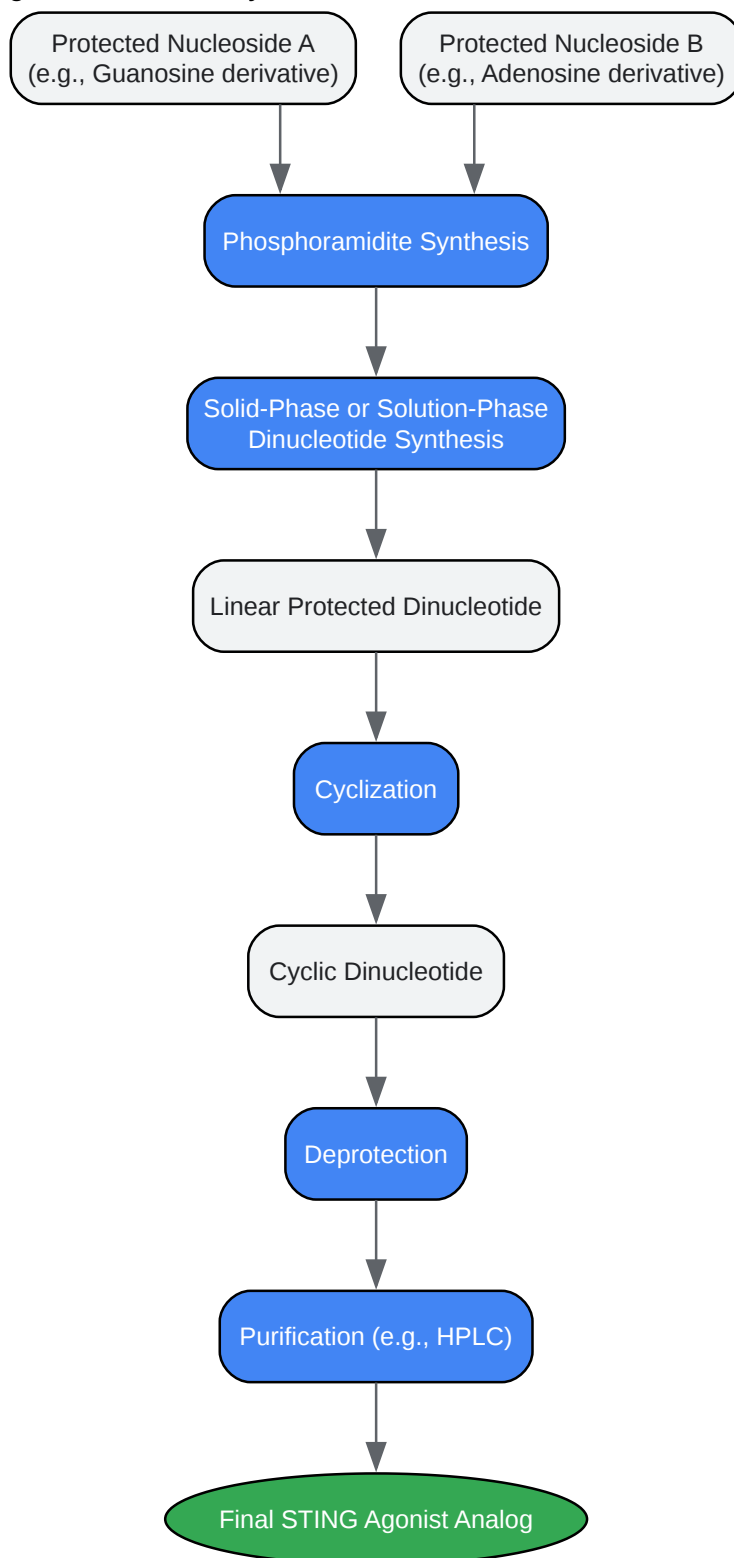 Protected Nucleoside A
(e.g., Guanosine derivative)
Protected Nucleoside B
(e.g., Adenosine derivative)
Phosphoramidite Synthesis
Solid-Phase or Solution-Phase
Dinucleotide Synthesis
Linear Protected Dinucleotide
Cyclization
Cyclic Dinucleotide
Deprotection
Purification (e.g., HPLC)
Final STING Agonist Analog